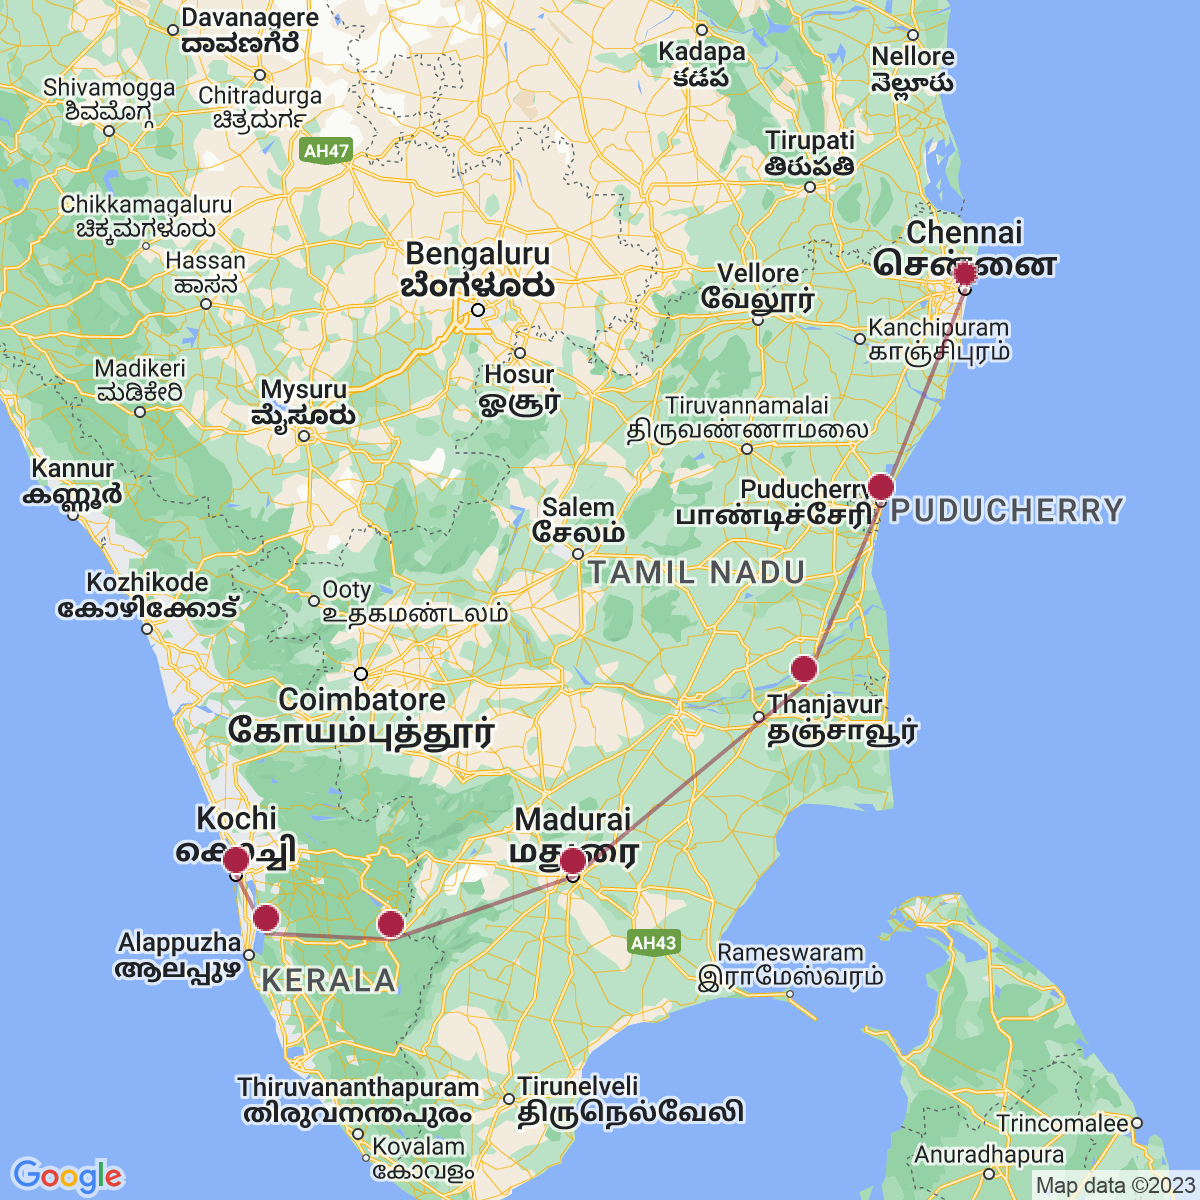 Davanagere
ದಾವಣಗೆರೆ
Kadapa
కడప
Nellore
నెల్లూరు
Shivamogga
ಶಿವಮೊಗ್ಗ
Chitradurga
ಚಿತ್ರದುರ್ಗ
AH47
Tirupati
తిరుపతి
Chikkamagaluru
ಚಿಕ್ಕಮಗಳೂರು
Chennai
சென்னை
Hassan
ಹಾಸನ
Bengaluru
ಬೆಂಗಳೂರು
Vellore
வேலூர்
Kanchipuram
காஞ்சிபுரம்
Madikeri
ಮಡಿಕೇರಿ
Mysuru
ಮೈಸೂರು
Hosur
ஓசூர்
Tiruvannamalai
திருவண்ணாமலை
Kannur
കണ്ണൂർ
Puducherry
பாண்டிச்சேரி
PUDUCHERRY
Salem
சேலம்
TAMIL NADU
Kozhikode
കോഴിക്കോട്
Ooty
உதகமண்டலம்
Coimbatore
கோயம்புத்தூர்
Thanjavur
தஞ்சாவூர்
Kochi
കൊച്ചി
Madurai
மதுரை
Alappuzha
ആലപ്പുഴ
KERALA
AH43
Rameswaram
இராமேஸ்வரம்
Thiruvananthapuram
തിരുവനന്തപുരം
Tirunelveli
திருநெல்வேலி
Kovalam
കോവളം
Trincomalee
Anuradhapura
Google
Map data ©2023